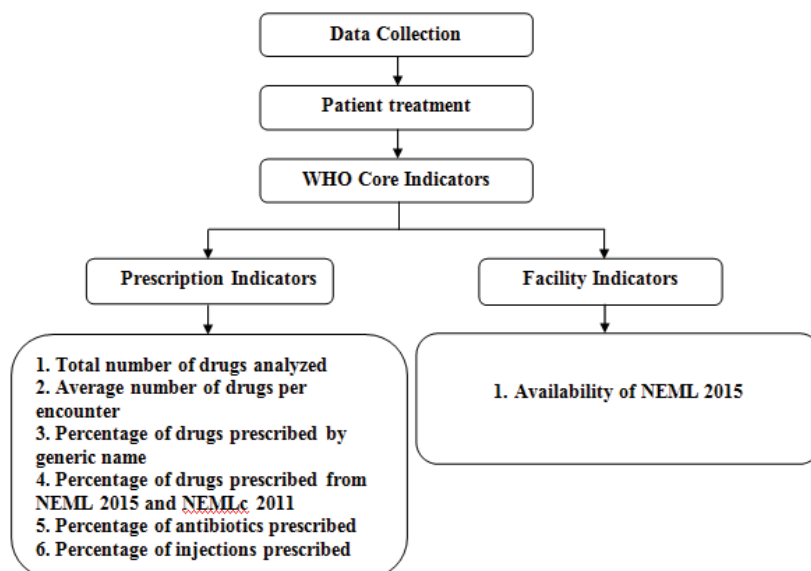 Data Collection
Patient treatment
WHO Core Indicators
Prescription Indicators
Facility Indicators
1. Total number of drugs analyzed
2. Average number of drugs per
encounter
3. Percentage of drugs prescribed by
generic name
4. Percentage of drugs prescribed from
NEML 2015 and NEMLc 2011
5. Percentage of antibiotics prescribed
6. Percentage of injections prescribed
1. Availability of NEML 2015